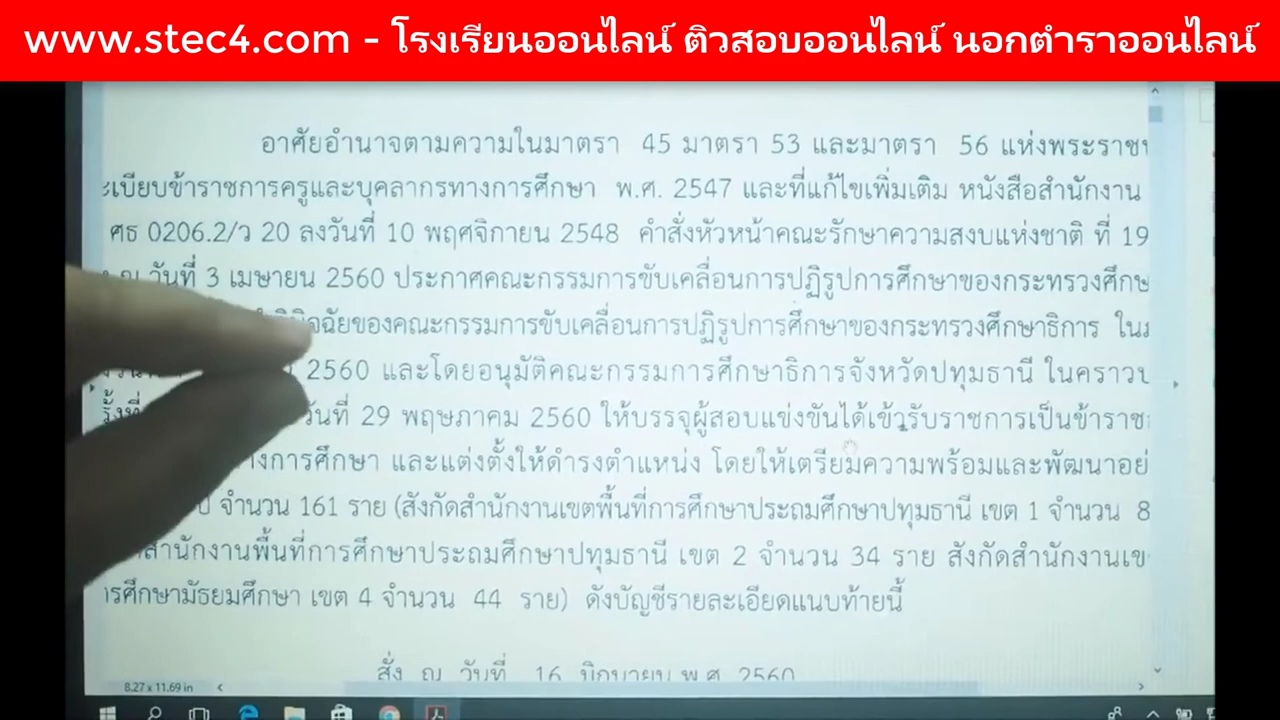 www.stec4.com - โรงเรียนออนไลน์ ติวสอบออนไลน์ นอกตำราออนไลน์
อาศัยอำนาจตามความในมาตรา 45 มาตรา 53 และมาตรา 56 แห่งพระราชบ
ะเบียบข้าราชการครูและบุคลากรทางการศึกษา พ.ศ. 2547 และที่แก้ไขเพิ่มเติม หนังสือสำนักงาน
ศธ 0206.2/ว 20 ลงวันที่ 10 พฤศจิกายน 2548 คำสั่งหัวหน้าคณะรักษาความสงบแห่งชาติ ที่ 19
ณ วันที่ 3 เมษายน 2560 ประกาศคณะกรรมการขับเคลื่อนการปฏิรูปการศึกษาของกระทรวงศึกษ
ของคณะกรรมการขับเคลื่อนการปฏิรูปการศึกษาของกระทรวงศึกษาธิการ
2560 และโดยอนุมัติคณะกรรมการศึกษาธิการจังหวัดปทุมธานี ในคราวป
วันที่ 29 พฤษภาคม 2560 ให้บรรจุผู้สอบแข่งขันได้เข้ารับราชการเป็นข้าราช
างการศึกษา และแต่งตั้งให้ดำรงตำแหน่ง โดยให้เตรียมความพร้อมและพัฒนาอย่
จำนวน 161 ราย (สังกัดสำนักงานเขตพื้นที่การศึกษาประถมศึกษาปทุมธานี เขต 1 จำนวน 8
สำนักงานพื้นที่การศึกษาประถมศึกษาปทุมธานี เขต 2 จำนวน 34 ราย สังกัดสำนักงานเข
ารศึกษามัธยมศึกษา เขต 4 จำนวน 44 ราย) ดังบัญชีรายละเอียดแนบท้ายนี้
สั่ง ณ วันที่ 16 มิถุนายน พ.ศ. 2560
8.27 x 11.69 in